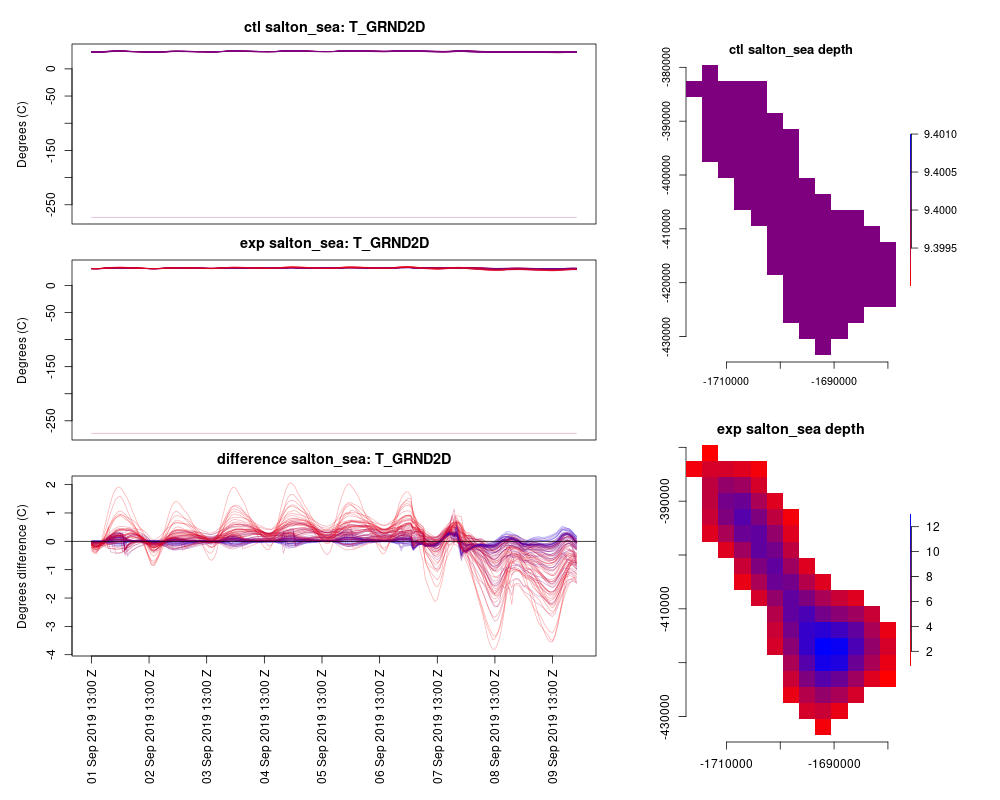 ctl salton_sea: T_GRND2D
Degrees (C)
0
-50
-150
-250
exp salton_sea: T_GRND2D
Degrees (C)
0
-50
-150
-250
difference salton_sea: T_GRND2D
Degrees difference (C)
2
1
0
-1
-2
-3
-4
01 Sep 2019 13:00 Z
02 Sep 2019 13:00 Z
03 Sep 2019 13:00 Z
04 Sep 2019 13:00 Z
05 Sep 2019 13:00 Z
06 Sep 2019 13:00 Z
07 Sep 2019 13:00 Z
08 Sep 2019 13:00 Z
09 Sep 2019 13:00 Z
ctl salton_sea depth
-380000
-390000
-400000
-410000
-420000
-430000
-1710000
-1690000
9.4010
9.4005
9.4000
9.3995
exp salton_sea depth
-390000
-410000
-430000
-1710000
-1690000
12
10
8
6
4
2